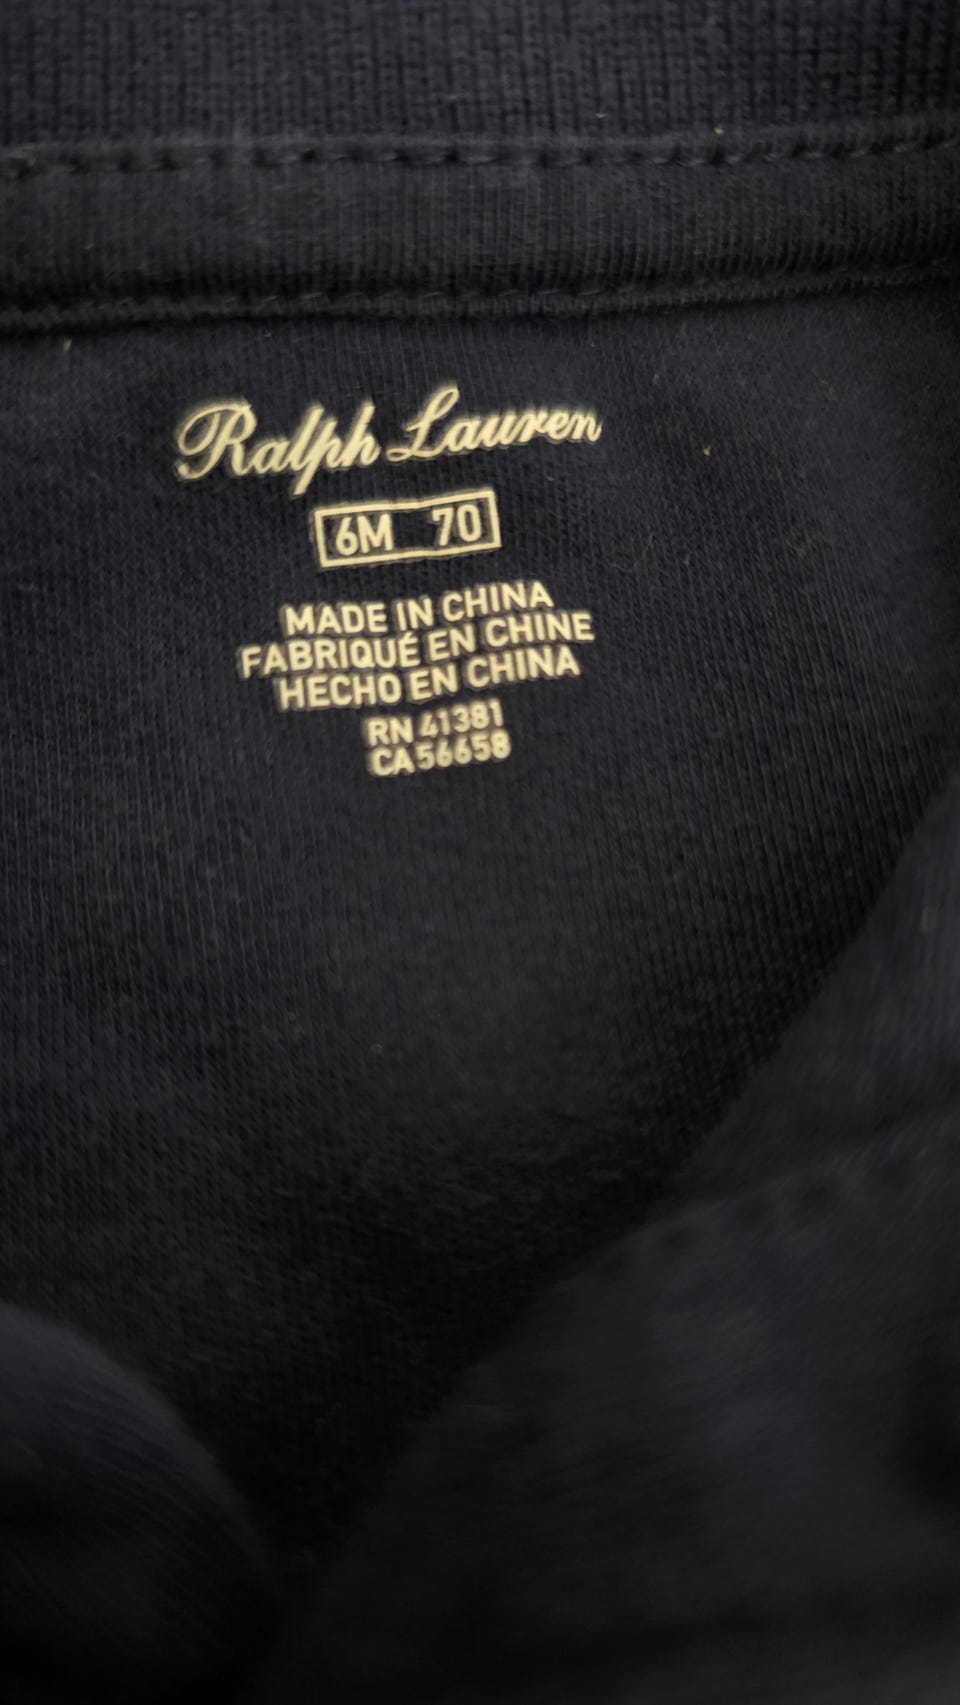 Ralph Lauren
6M 70
MADE IN CHINA
FABRIQUÉ EN CHINE
HECHO EN CHINA
RN 41381
CA 56658